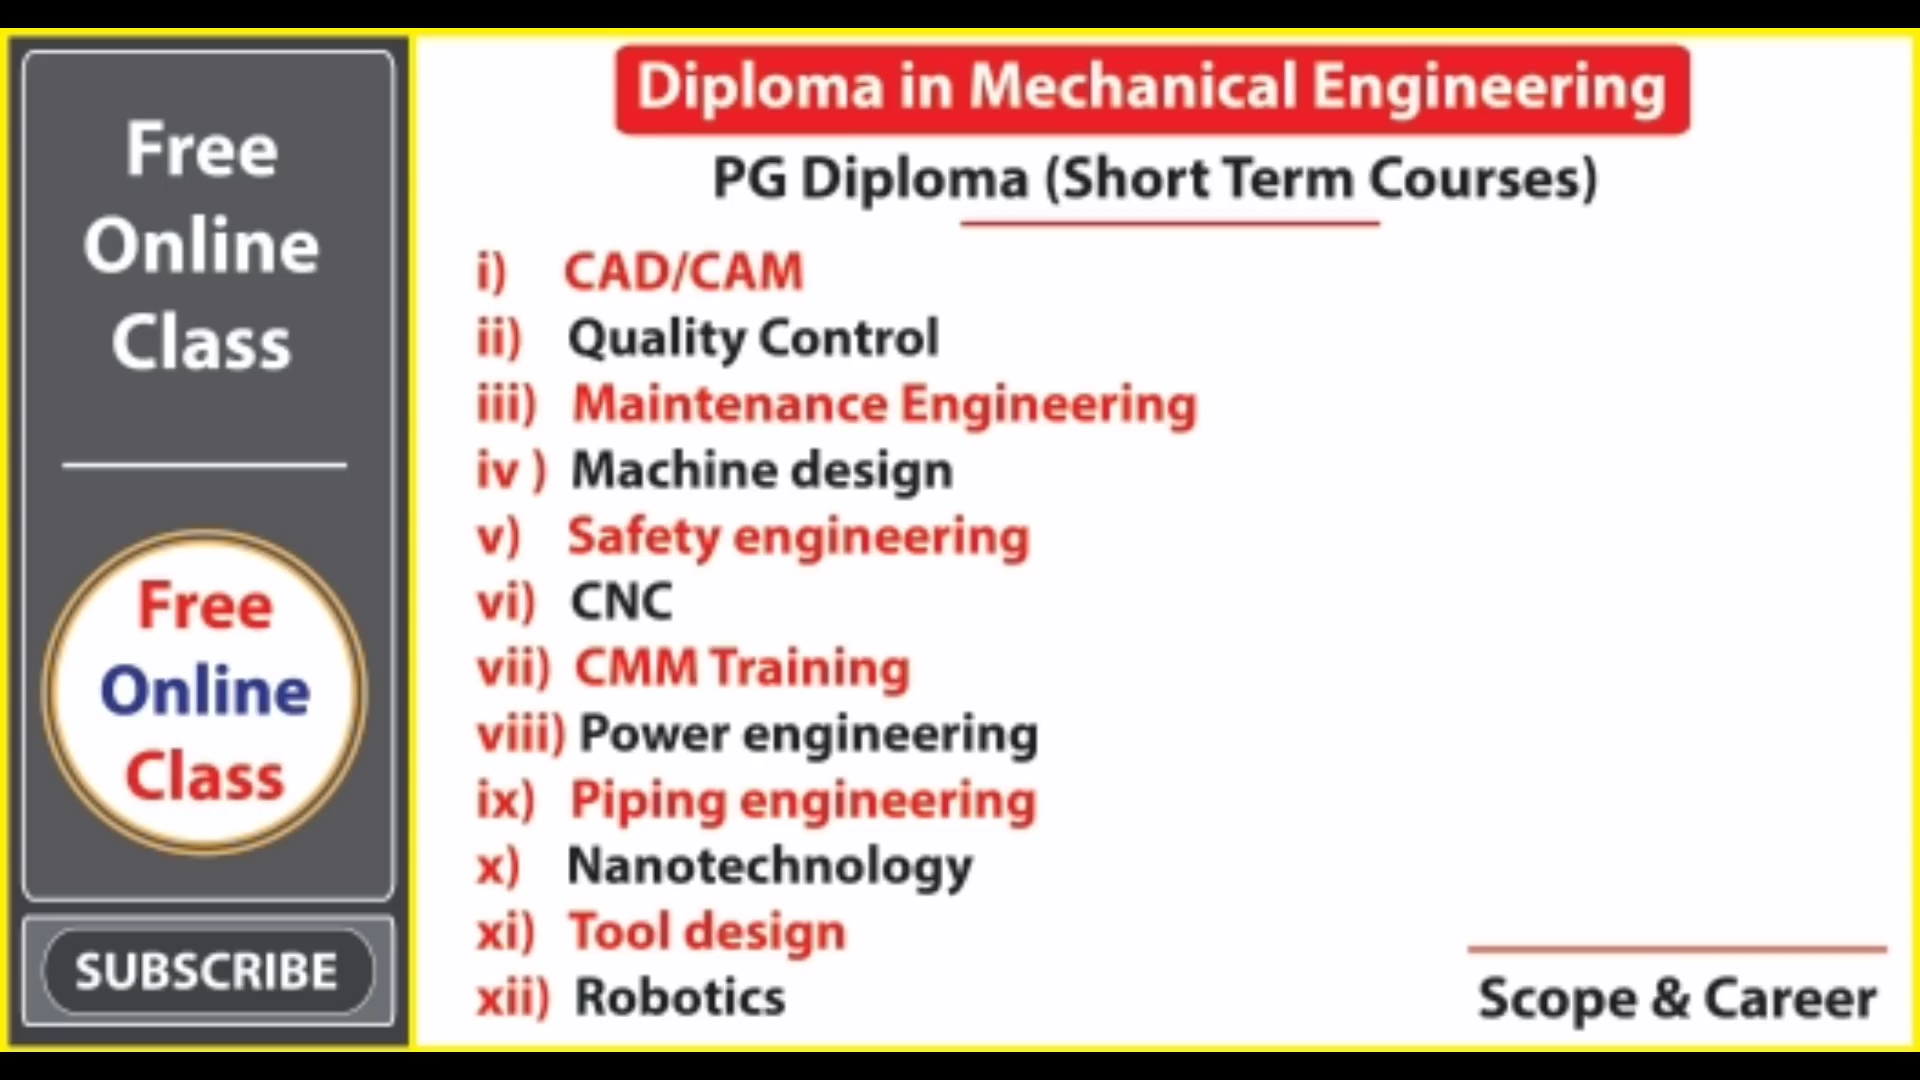 Free
Online
Class
Free
Online
Class
SUBSCRIBE
Diploma in Mechanical Engineering
PG Diploma (Short Term Courses)
i) CAD/CAM
ii) Quality Control
iii) Maintenance Engineering
iv ) Machine design
v) Safety engineering
vi) CNC
vii) CMM Training
viii) Power engineering
ix) Piping engineering
x) Nanotechnology
xi) Tool design
xii) Robotics
Scope & Career